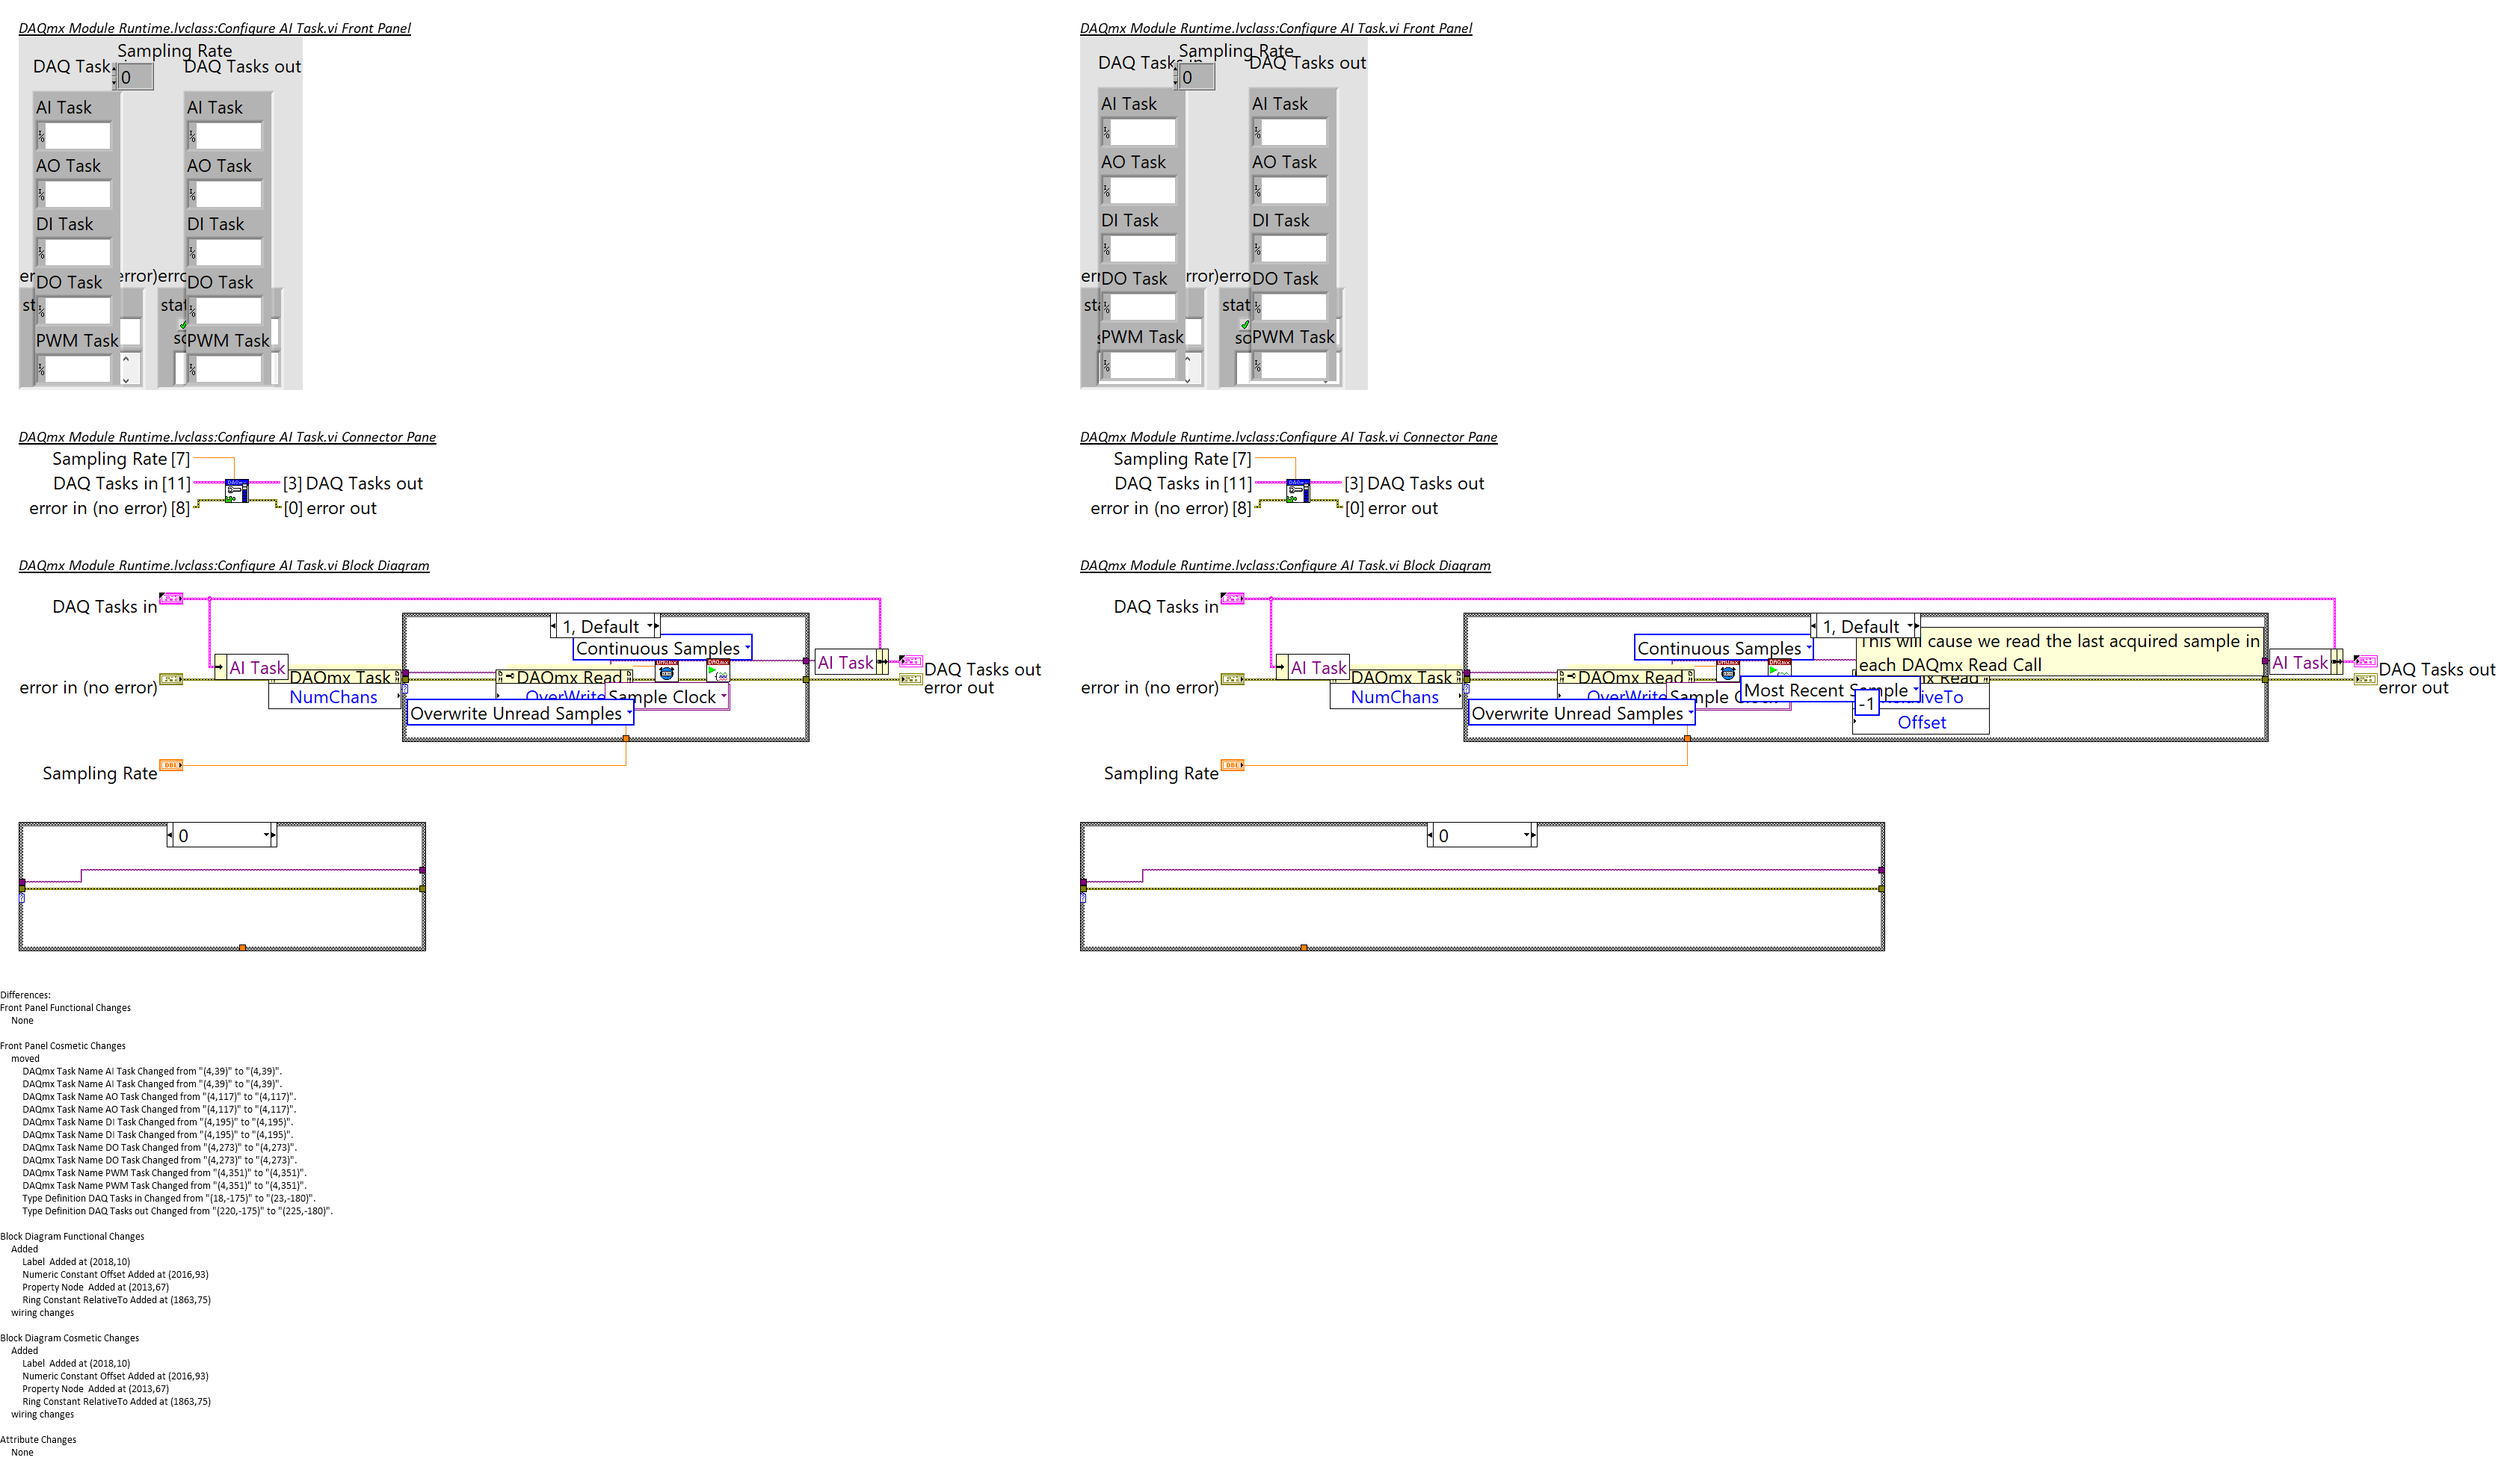 DAQmx Module Runtime.lvclass:Configure AI Task.vi Front Panel
Sampling Rate
DAQ Task
DAQ Tasks out
0
AI Task
AI Task
AO Task
AO Task
DI Task
DI Task
error)
DO Task
DO Task
PWM Task
PWM Task
DAQmx Module Runtime.lvclass:Configure AI Task.vi Connector Pane
Sampling Rate [7]
DAQ Tasks in [11]
[3] DAQ Tasks out
error in (no error) [8]
[0] error out
DAQmx Module Runtime.lvclass:Configure AI Task.vi Block Diagram
DAQ Tasks in
1, Default
Continuous Samples
AI Task
DAQmx Task
DAQmx Read
AI Task
DAQ Tasks out
error in (no error)
error out
NumChans
OverWrite
Sample Clock
Overwrite Unread Samples
Sampling Rate
0
DAQmx Module Runtime.lvclass:Configure AI Task.vi Front Panel
Sampling Rate
DAQ Tasks in
DAQ Tasks out
0
AI Task
AI Task
AO Task
AO Task
DI Task
DI Task
DO Task
DO Task
PWM Task
PWM Task
DAQmx Module Runtime.lvclass:Configure AI Task.vi Connector Pane
Sampling Rate [7]
DAQ Tasks in [11]
[3] DAQ Tasks out
error in (no error) [8]
[0] error out
DAQmx Module Runtime.lvclass:Configure AI Task.vi Block Diagram
DAQ Tasks in
1, Default
Continuous Samples
This will cause we read the last acquired sample in
each DAQmx Read Call
AI Task
DAQmx Task
DAQmx Read
Read
AI Task
DAQ Tasks out
error in (no error)
error out
NumChans
OverWrite
Sample
Most Recent Sample
-1
Overwrite Unread Samples
Offset
Sampling Rate
0
Differences:
Front Panel Functional Changes
None
Front Panel Cosmetic Changes
moved
DAQmx Task Name AI Task Changed from "(4,39)" to "(4,39)".
DAQmx Task Name AI Task Changed from "(4,39)" to "(4,39)".
DAQmx Task Name AO Task Changed from "(4,117)" to "(4,117)".
DAQmx Task Name AO Task Changed from "(4,117)" to "(4,117)".
DAQmx Task Name DI Task Changed from "(4,195)" to "(4,195)".
DAQmx Task Name DI Task Changed from "(4,195)" to "(4,195)".
DAQmx Task Name DO Task Changed from "(4,273)" to "(4,273)".
DAQmx Task Name DO Task Changed from "(4,273)" to "(4,273)".
DAQmx Task Name PWM Task Changed from "(4,351)" to "(4,351)".
DAQmx Task Name PWM Task Changed from "(4,351)" to "(4,351)".
Type Definition DAQ Tasks in Changed from "(18,-175)" to "(23,-180)".
Type Definition DAQ Tasks out Changed from "(220,-175)" to "(225,-180)".
Block Diagram Functional Changes
Added
Label Added at (2018,10)
Numeric Constant Offset Added at (2016,93)
Property Node Added at (2013,67)
Ring Constant RelativeTo Added at (1863,75)
wiring changes
Block Diagram Cosmetic Changes
Added
Label Added at (2018,10)
Numeric Constant Offset Added at (2016,93)
Property Node Added at (2013,67)
Ring Constant RelativeTo Added at (1863,75)
wiring changes
Attribute Changes
None